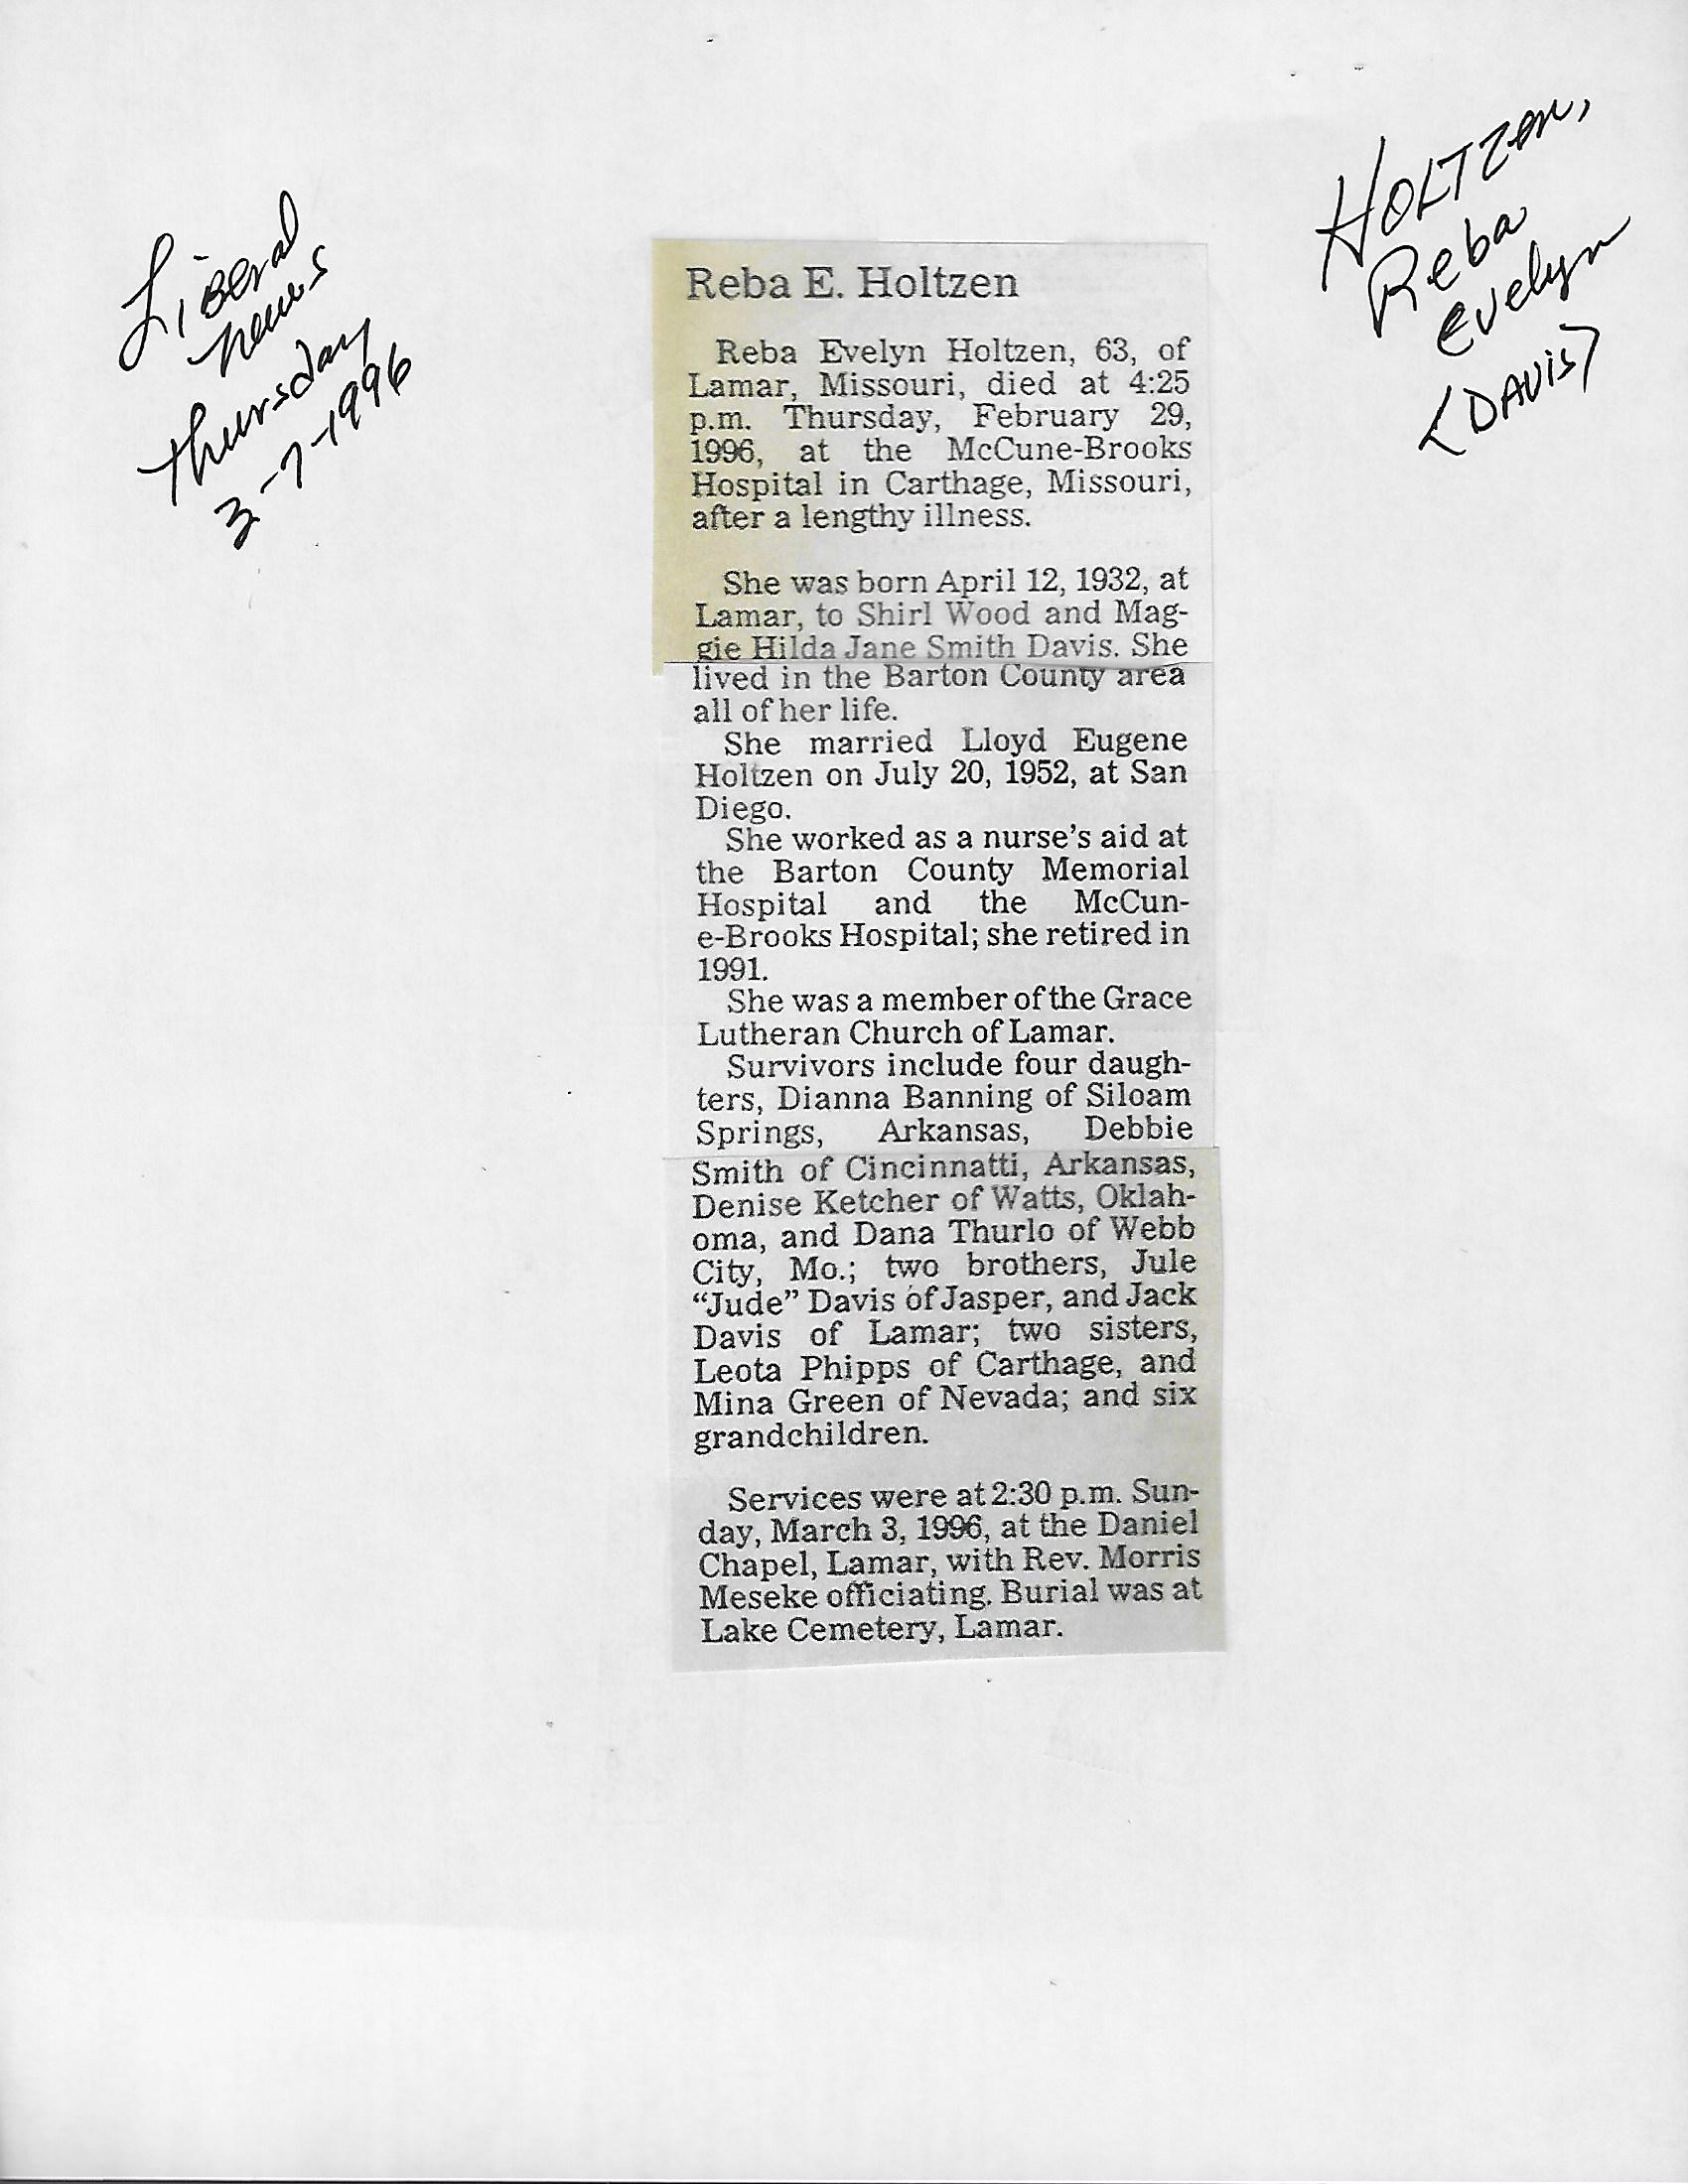 Liberal
News
Thursday
3-7-1996
HOLTZEN,
Reba
Evelyn
(DAVIS)
Reba E. Holtzen
Reba Evelyn Holtzen, 63, of
Lamar, Missouri, died at 4:25
p.m. Thursday, February 29,
1996, at the McCune-Brooks
Hospital in Carthage, Missouri,
after a lengthy illness.
She was born April 12, 1932, at
Lamar, to Shirl Wood and Mag-
gie Hilda Jane Smith Davis. She
lived in the Barton County area
all of her life.
She married Lloyd Eugene
Holtzen on July 20, 1952, at San
Diego.
She worked as a nurse's aid at
the Barton County Memorial
Hospital and the McCun-
e-Brooks Hospital; she retired in
1991.
She was a member of the Grace
Lutheran Church of Lamar.
Survivors include four daugh-
ters, Dianna Banning of Siloam
Springs, Arkansas, Debbie
Smith of Cincinnatti, Arkansas,
Denise Ketcher of Watts, Oklah-
oma, and Dana Thurlo of Webb
City, Mo.; two brothers, Jule
“Jude” Davis of Jasper, and Jack
Davis of Lamar; two sisters,
Leota Phipps of Carthage, and
Mina Green of Nevada; and six
grandchildren.
Services were at 2:30 p.m. Sun-
day, March 3, 1996, at the Daniel
Chapel, Lamar, with Rev. Morris
Meseke officiating. Burial was at
Lake Cemetery, Lamar.